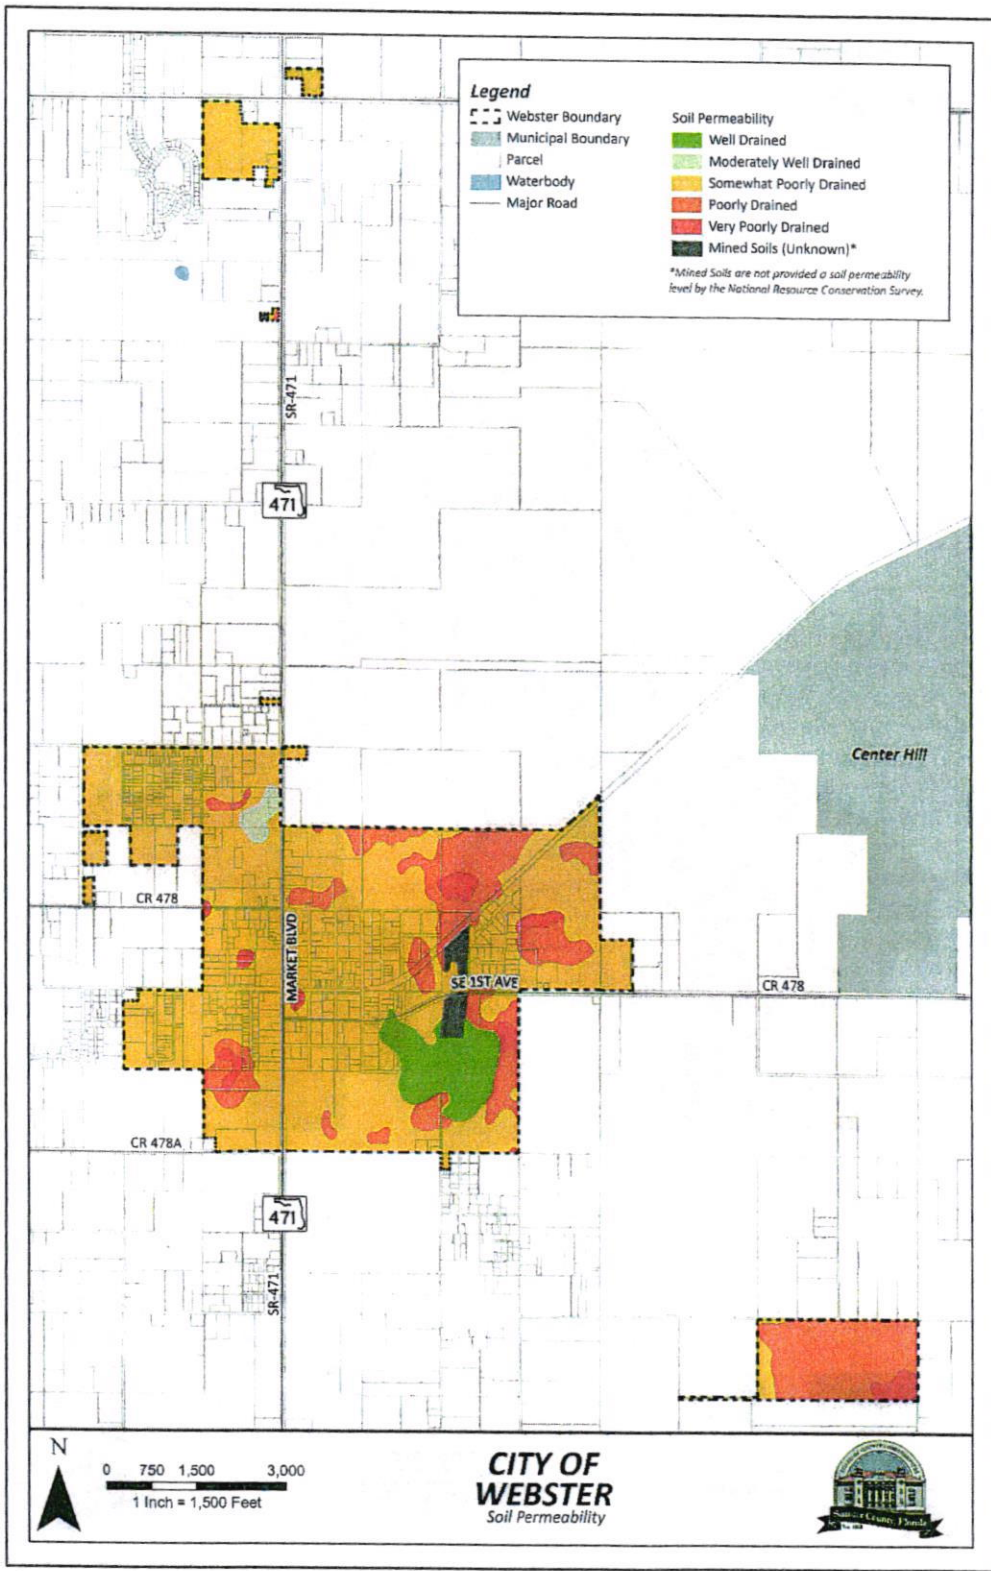 Legend
Webster Boundary
Municipal Boundary
Parcel
Waterbody
Major Road
Soil Permeability
Well Drained
Moderately Well Drained
Somewhat Poorly Drained
Poorly Drained
Very Poorly Drained
Mined Soils (Unknown)*
*Mined Soils are not provided a soil permeability
level by the National Resource Conservation Survey.
SR-471
471
Center Hill
CR 478
MARKET BLVD
SE 1ST AVE
CR 478
CR 478A
471
SR-471
N
0 750 1,500 3,000
1 Inch = 1,500 Feet
CITY OF
WEBSTER
Soil Permeability
Sumter County, Florida